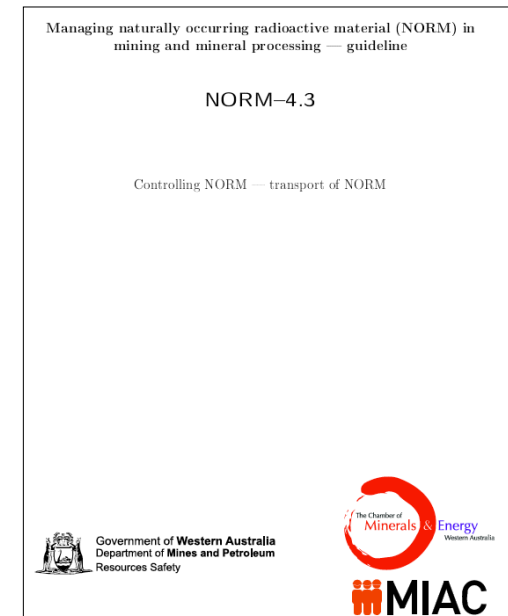 Managing naturally occurring radioactive material (NORM) in
mining and mineral processing — guideline
NORM–4.3
Controlling NORM — transport of NORM
Government of Western Australia
Department of Mines and Petroleum
Resources Safety
The Chamber of
Minerals & Energy
Western Australia
MIAC